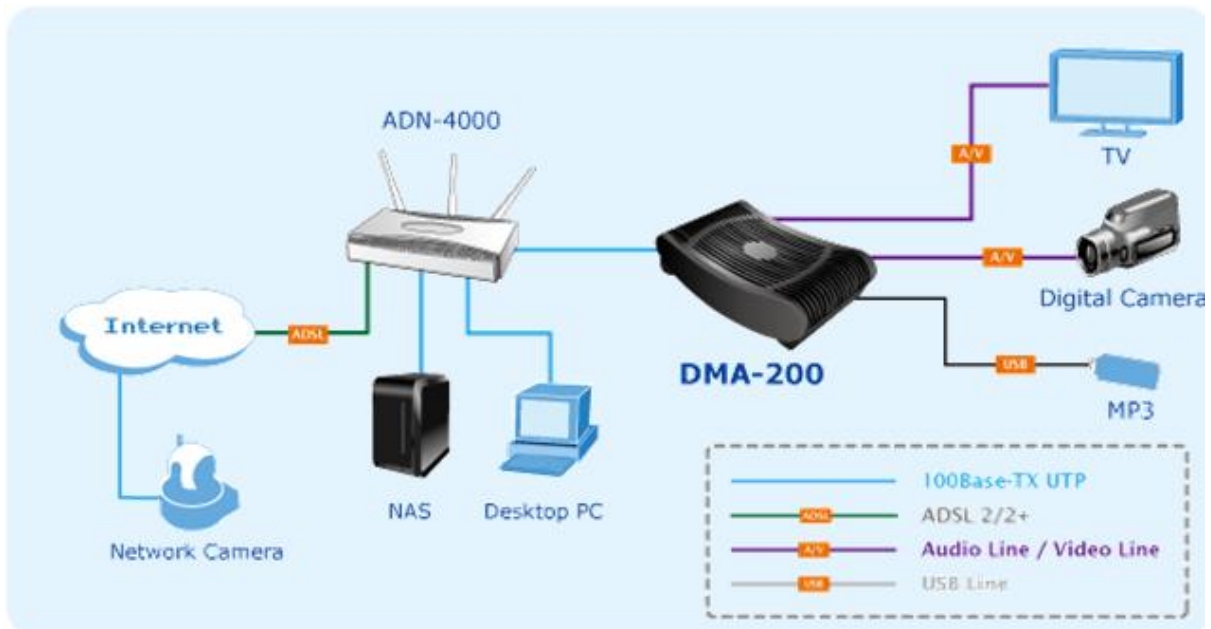 ADN-4000
A/V
TV
A/V
Digital Camera
Internet
ADSL
DMA-200
USB
MP3
NAS
Desktop PC
Network Camera
100Base-TX UTP
ADSL
ADSL 2/2+
A/V
Audio Line / Video Line
USB
USB Line